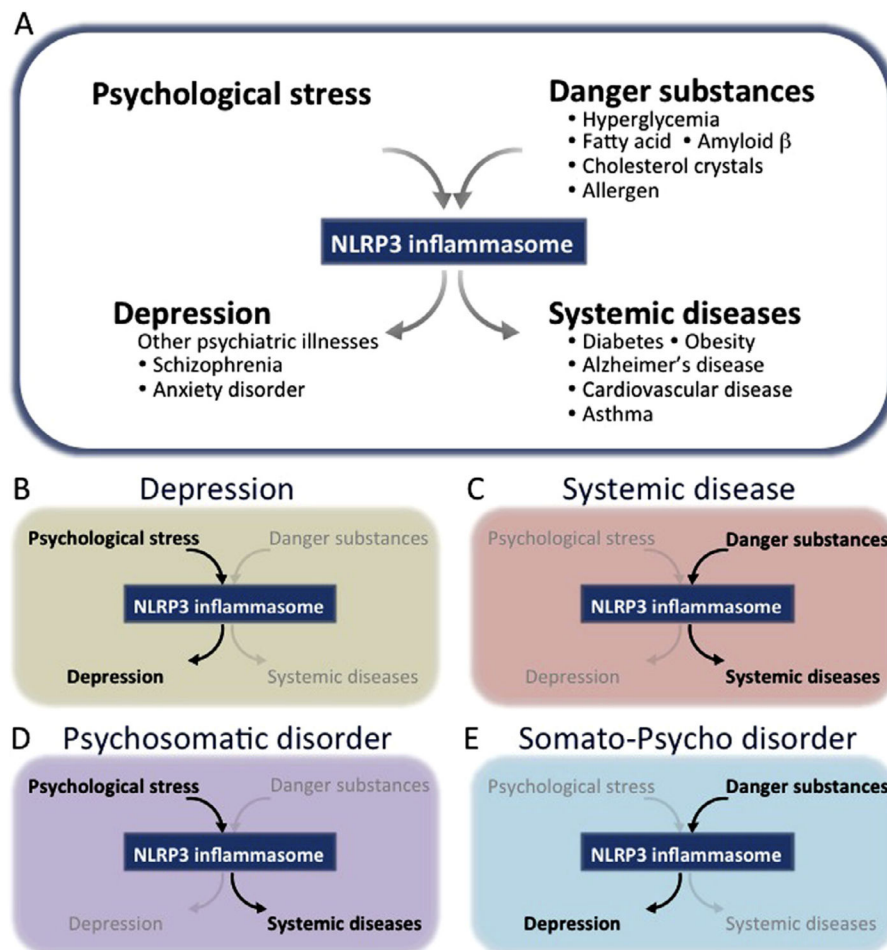 A
Psychological stress
Danger substances
• Hyperglycemia
• Fatty acid • Amyloid β
• Cholesterol crystals
• Allergen
NLRP3 inflammasome
Depression
Other psychiatric illnesses
• Schizophrenia
• Anxiety disorder
Systemic diseases
• Diabetes • Obesity
• Alzheimer's disease
• Cardiovascular disease
• Asthma
B Depression
Psychological stress Danger substances
NLRP3 inflammasome
Depression Systemic diseases
C Systemic disease
Psychological stress Danger substances
NLRP3 inflammasome
Depression Systemic diseases
D Psychosomatic disorder
Psychological stress Danger substances
NLRP3 inflammasome
Depression Systemic diseases
E Somato-Psycho disorder
Psychological stress Danger substances
NLRP3 inflammasome
Depression Systemic diseases